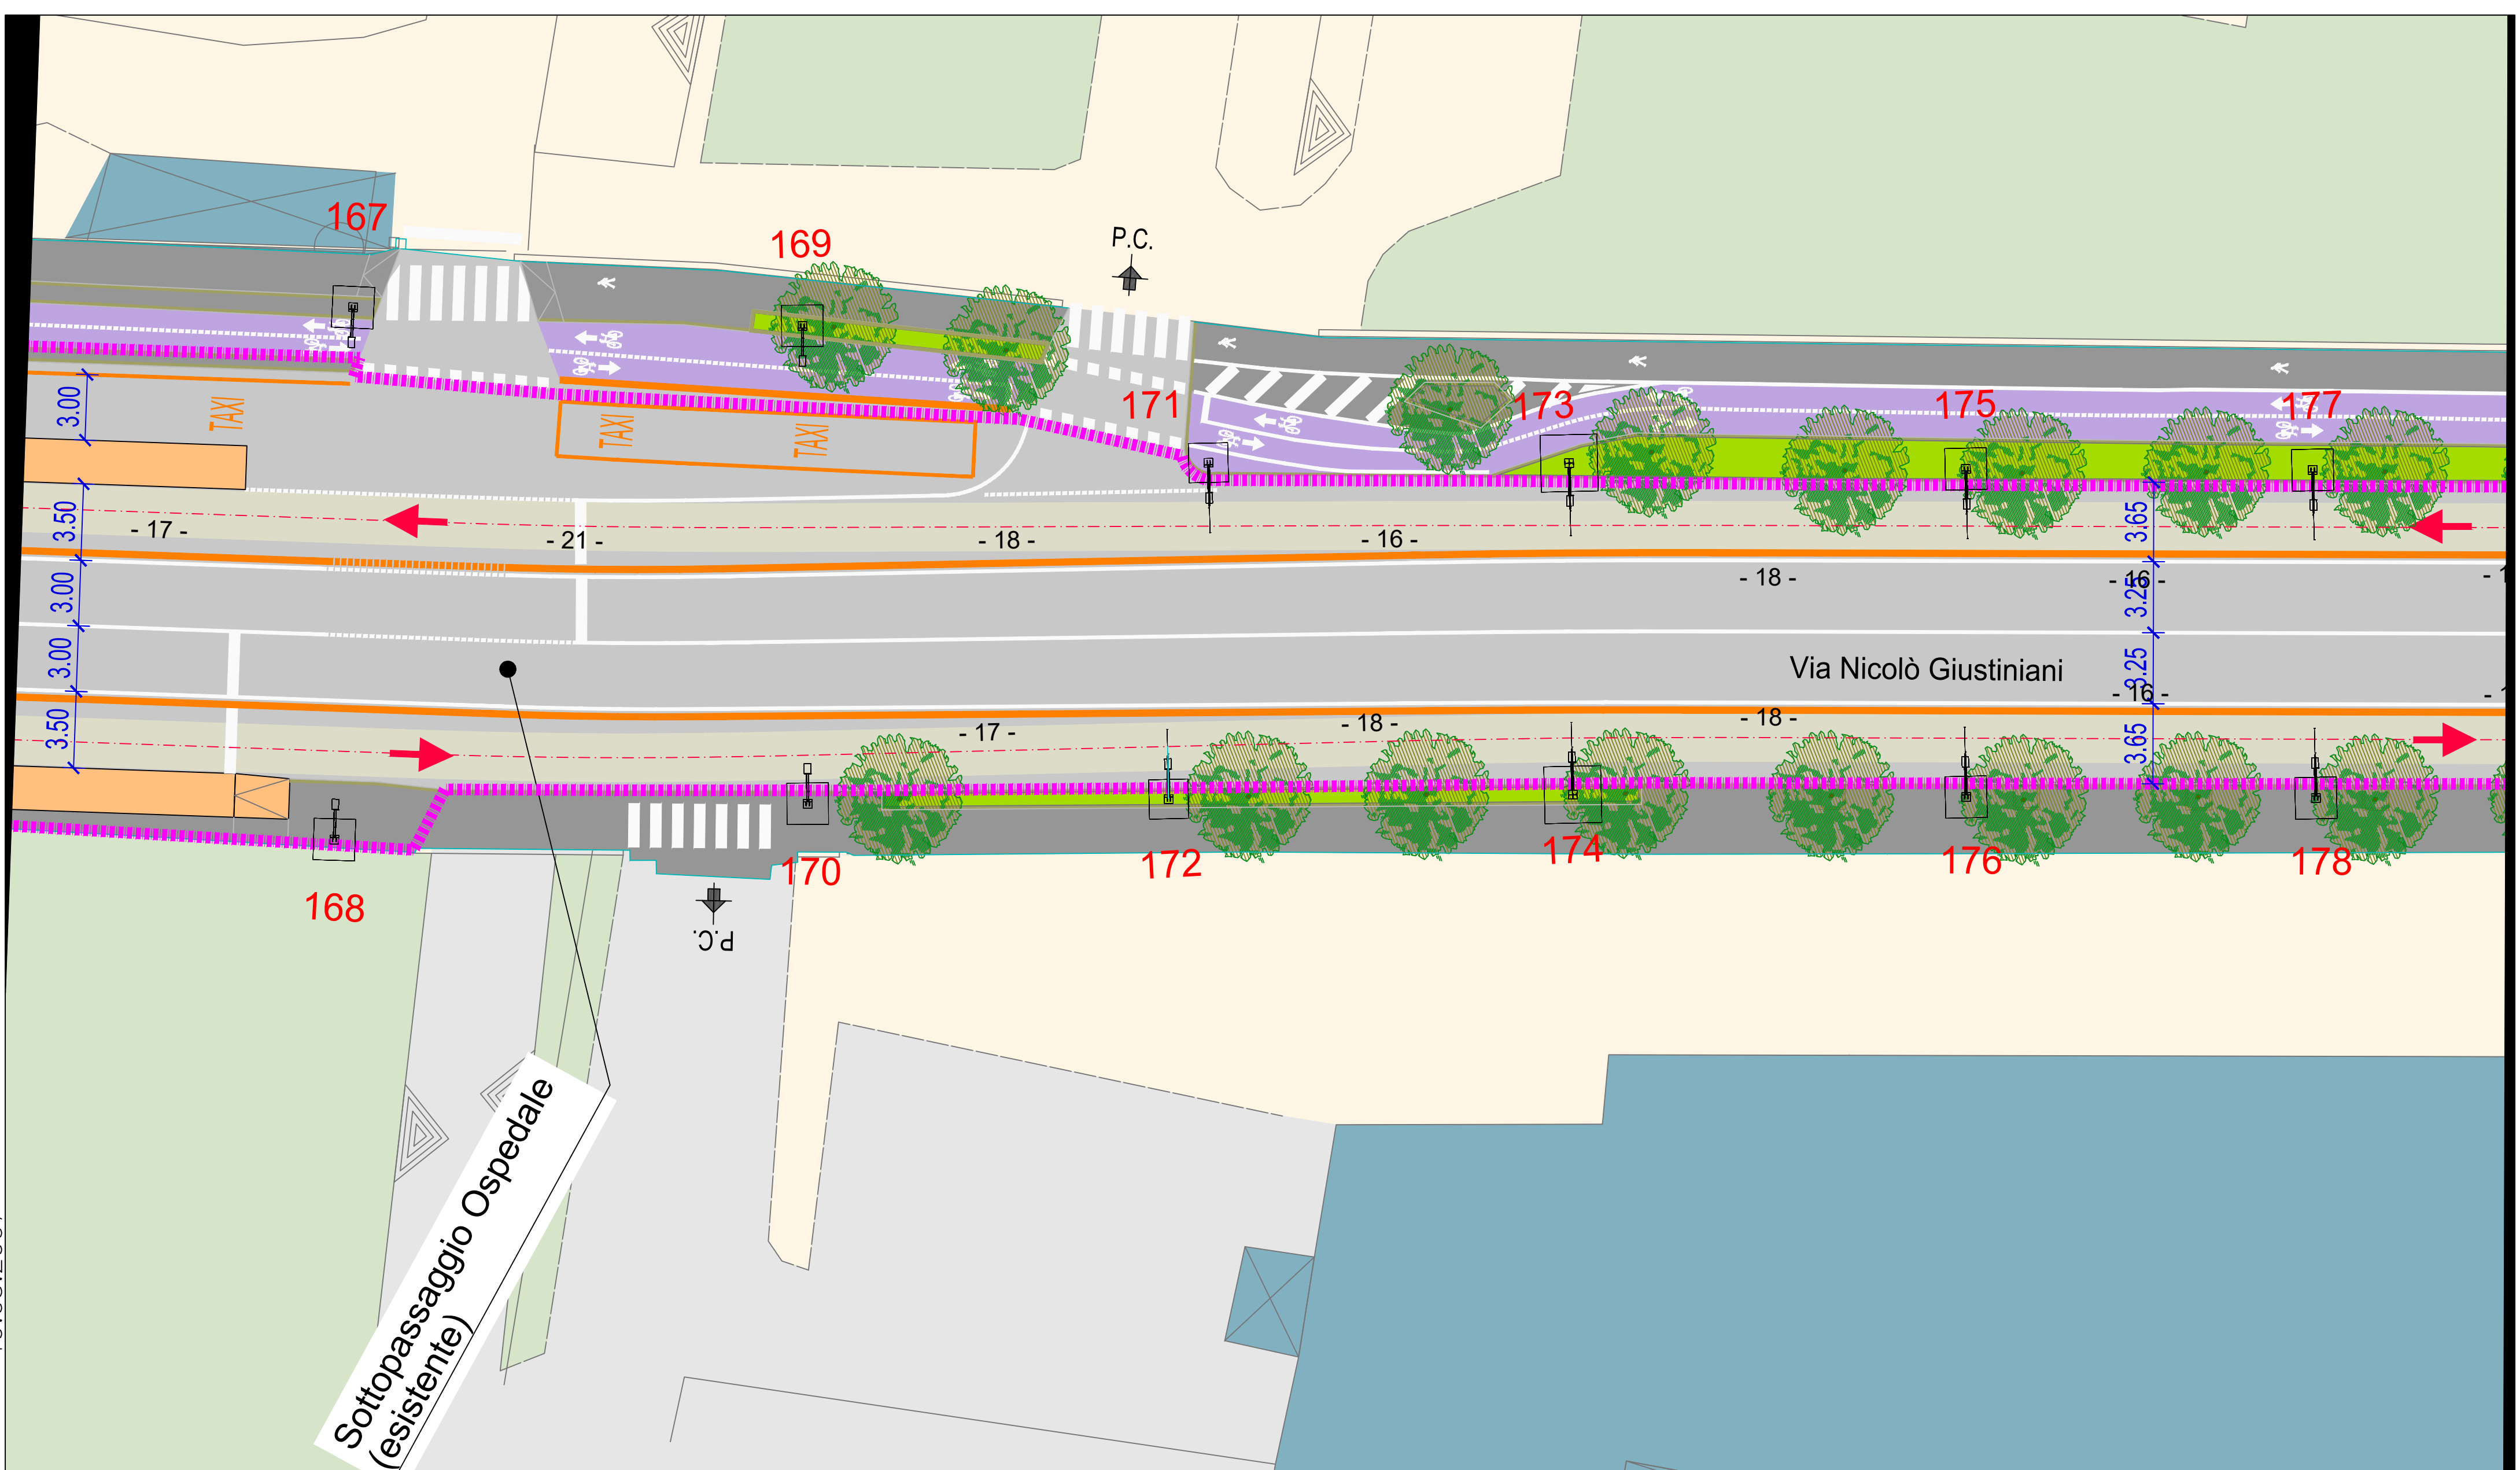 167
169
P.C.
3.00
TAXI
TAXI
TAXI
171
173
175
177
3.50
- 17 -
- 21 -
- 18 -
- 16 -
3.65
3.00
- 18 -
- 16 -
3.25
3.00
Via Nicolò Giustiniani
3.25
- 16 -
3.50
- 17 -
- 18 -
- 18 -
3.65
168
170
172
174
176
178
P.C.
Sottopassaggio Ospedale
(esistente)